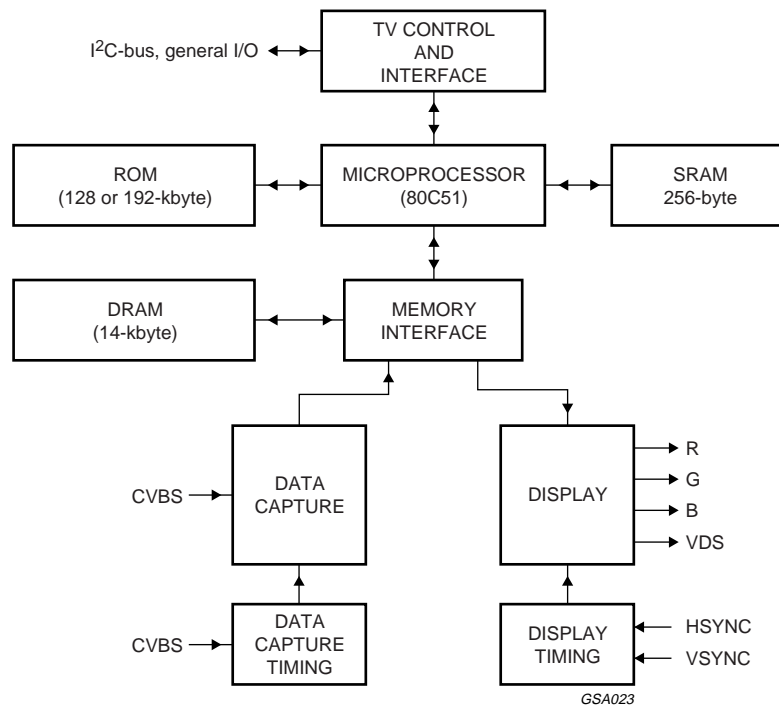 TV CONTROL
AND
INTERFACE
I²C-bus, general I/O
ROM
(128 or 192-kbyte)
MICROPROCESSOR
(80C51)
SRAM
256-byte
DRAM
(14-kbyte)
MEMORY
INTERFACE
CVBS
DATA
CAPTURE
DISPLAY
R
G
B
VDS
CVBS
DATA
CAPTURE
TIMING
DISPLAY
TIMING
HSYNC
VSYNC
GSA023